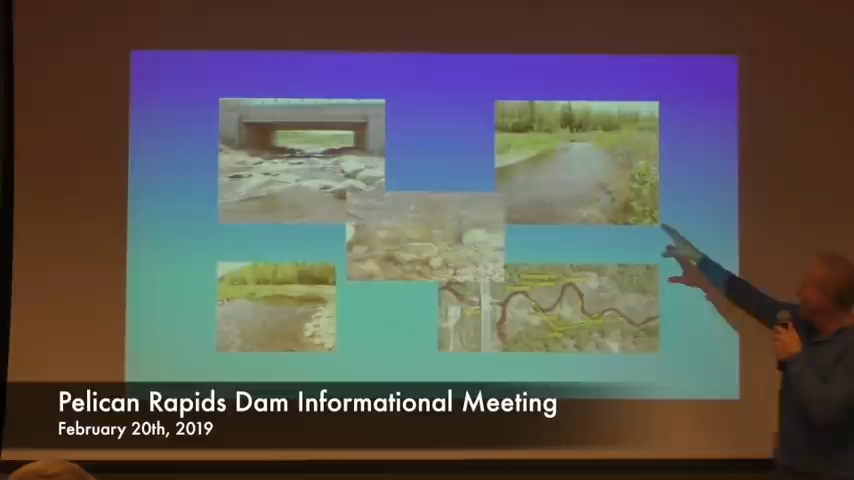 Pelican Rapids Dam Informational Meeting
February 20th, 2019